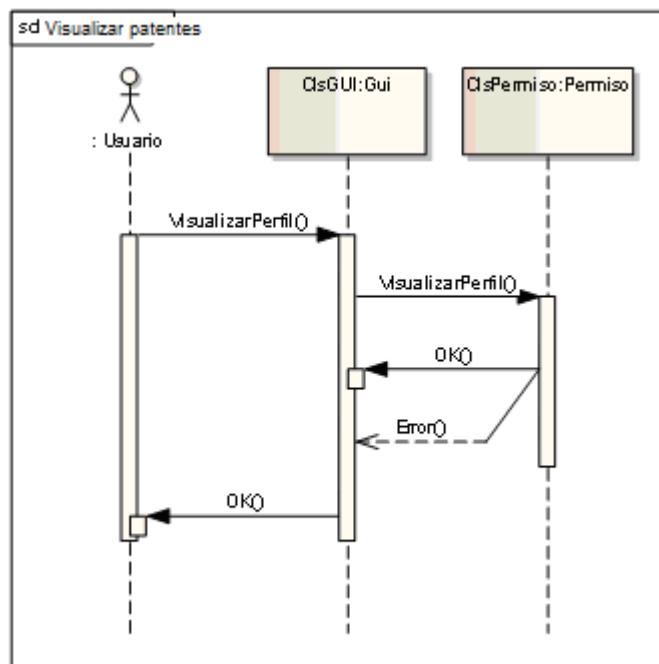 sd Visualizar patentes
ClsGUI:Gui
ClsPermiso:Permiso
: Usuario
VisualizarPerfil()
VisualizarPerfil()
OK()
Error()
OK()